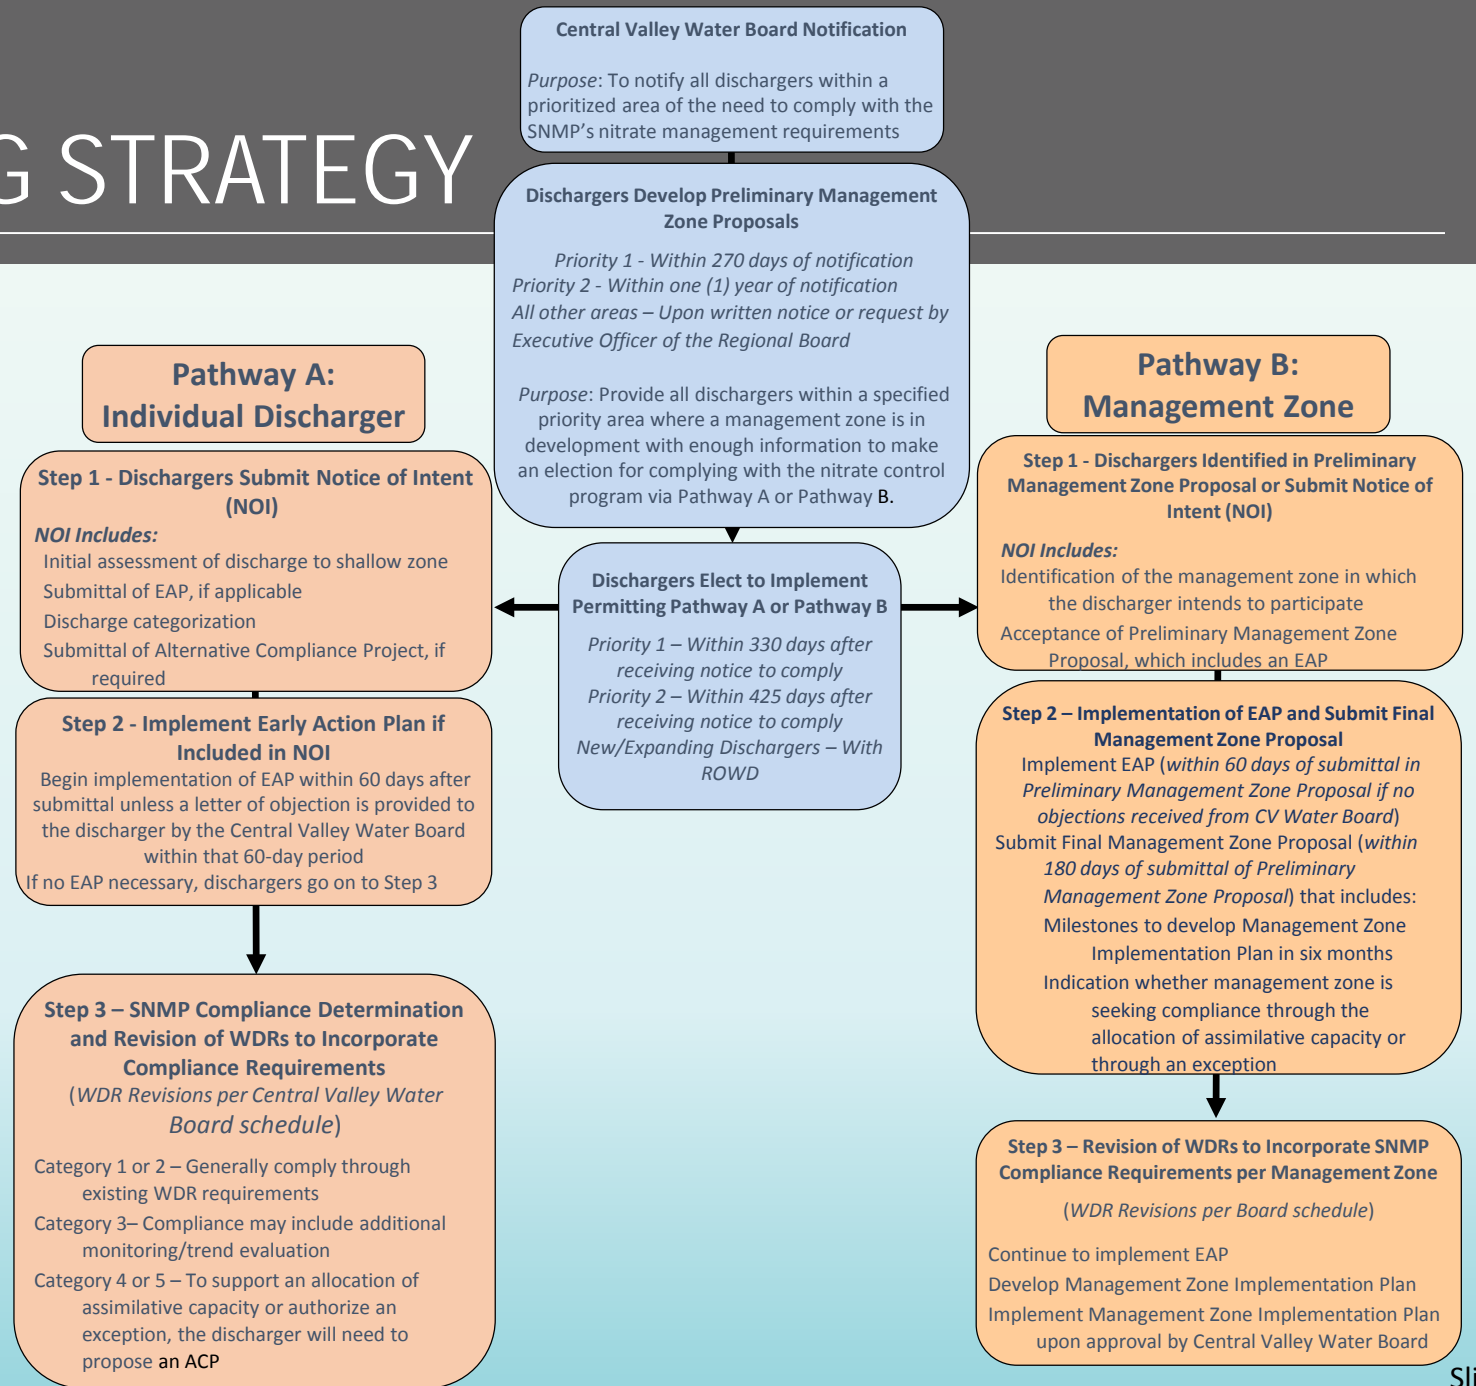 G STRATEGY
Central Valley Water Board Notification
Purpose: To notify all dischargers within a
prioritized area of the need to comply with the
SNMP's nitrate management requirements
Dischargers Develop Preliminary Management
Zone Proposals
Priority 1 - Within 270 days of notification
Priority 2 - Within one (1) year of notification
All other areas – Upon written notice or request by
Executive Officer of the Regional Board
Purpose: Provide all dischargers within a specified
priority area where a management zone is in
development with enough information to make
an election for complying with the nitrate control
program via Pathway A or Pathway B.
Dischargers Elect to Implement
Permitting Pathway A or Pathway B
Priority 1 – Within 330 days after
receiving notice to comply
Priority 2 – Within 425 days after
receiving notice to comply
New/Expanding Dischargers – With
ROWD
Pathway A:
Individual Discharger
Step 1 - Dischargers Submit Notice of Intent
(NOI)
NOI Includes:
Initial assessment of discharge to shallow zone
Submittal of EAP, if applicable
Discharge categorization
Submittal of Alternative Compliance Project, if
required
Step 2 - Implement Early Action Plan if
Included in NOI
Begin implementation of EAP within 60 days after
submittal unless a letter of objection is provided to
the discharger by the Central Valley Water Board
within that 60-day period
If no EAP necessary, dischargers go on to Step 3
Step 3 – SNMP Compliance Determination
and Revision of WDRs to Incorporate
Compliance Requirements
(WDR Revisions per Central Valley Water
Board schedule)
Category 1 or 2 – Generally comply through
existing WDR requirements
Category 3– Compliance may include additional
monitoring/trend evaluation
Category 4 or 5 – To support an allocation of
assimilative capacity or authorize an
exception, the discharger will need to
propose an ACP
Pathway B:
Management Zone
Step 1 - Dischargers Identified in Preliminary
Management Zone Proposal or Submit Notice of
Intent (NOI)
NOI Includes:
Identification of the management zone in which
the discharger intends to participate
Acceptance of Preliminary Management Zone
Proposal, which includes an EAP
Step 2 – Implementation of EAP and Submit Final
Management Zone Proposal
Implement EAP (within 60 days of submittal in
Preliminary Management Zone Proposal if no
objections received from CV Water Board)
Submit Final Management Zone Proposal (within
180 days of submittal of Preliminary
Management Zone Proposal) that includes:
Milestones to develop Management Zone
Implementation Plan in six months
Indication whether management zone is
seeking compliance through the
allocation of assimilative capacity or
through an exception
Step 3 – Revision of WDRs to Incorporate SNMP
Compliance Requirements per Management Zone
(WDR Revisions per Board schedule)
Continue to implement EAP
Develop Management Zone Implementation Plan
Implement Management Zone Implementation Plan
upon approval by Central Valley Water Board
Sli